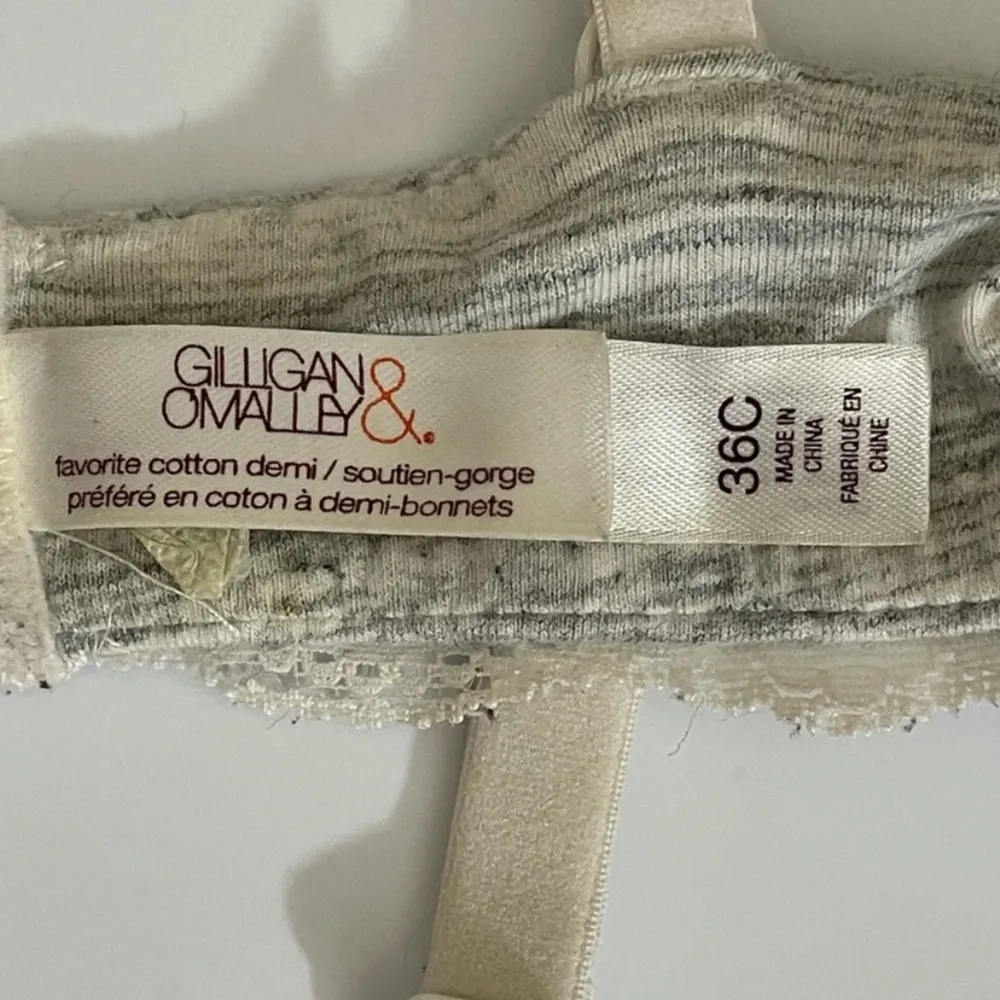 GILLIGAN &
O'MALLEY
favorite cotton demi / soutien-gorge
préféré en coton à demi-bonnets
36C
MADE IN
CHINA
FABRIQUÉ EN
CHINE